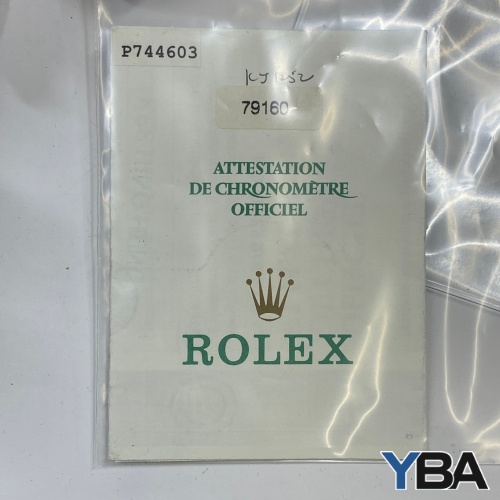 P744603
79160
ATTESTATION
DE CHRONOMÈTRE
OFFICIEL
ROLEX
YBA